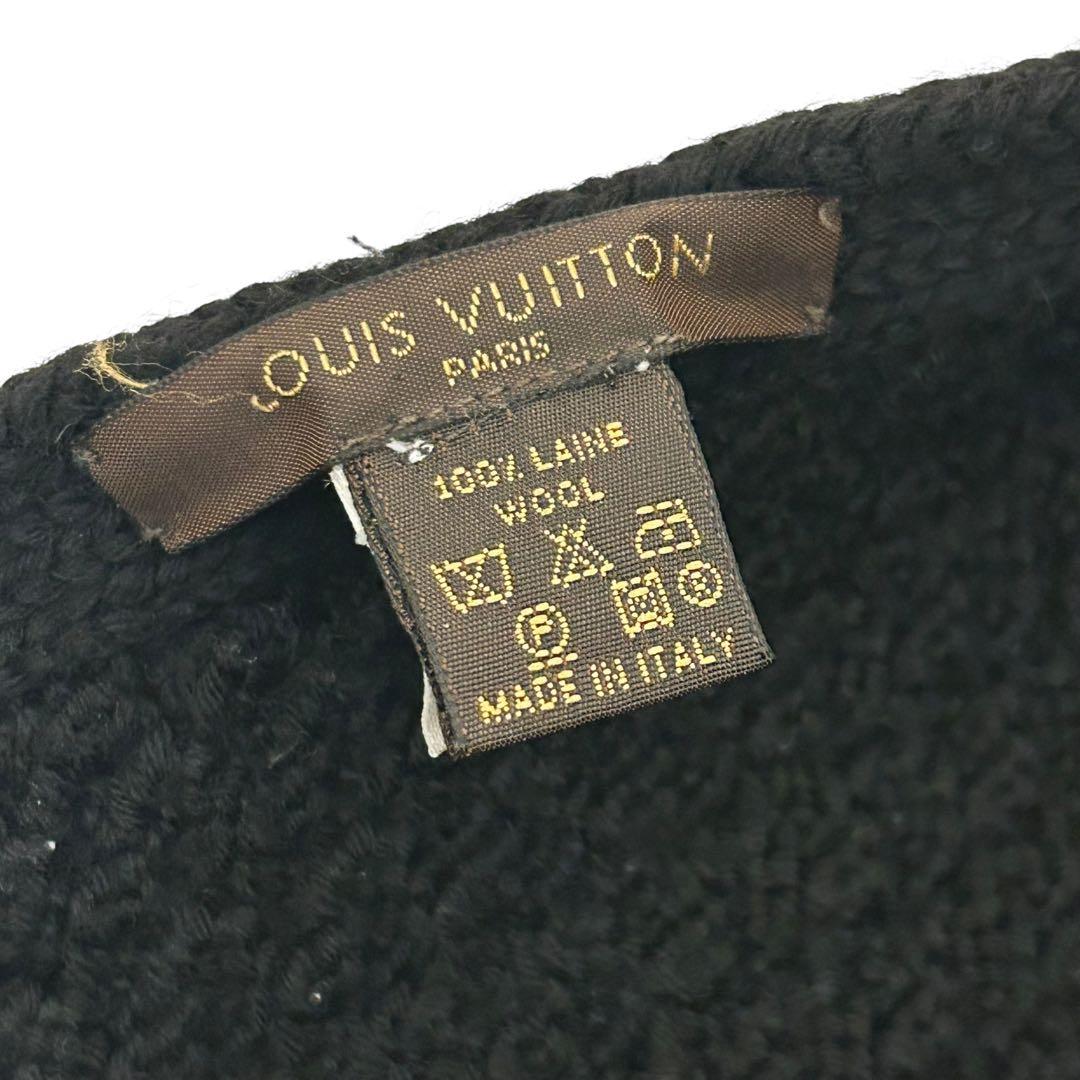 LOUIS VUITTON
PARIS
100% LAINE
WOOL
F
MADE IN ITALY